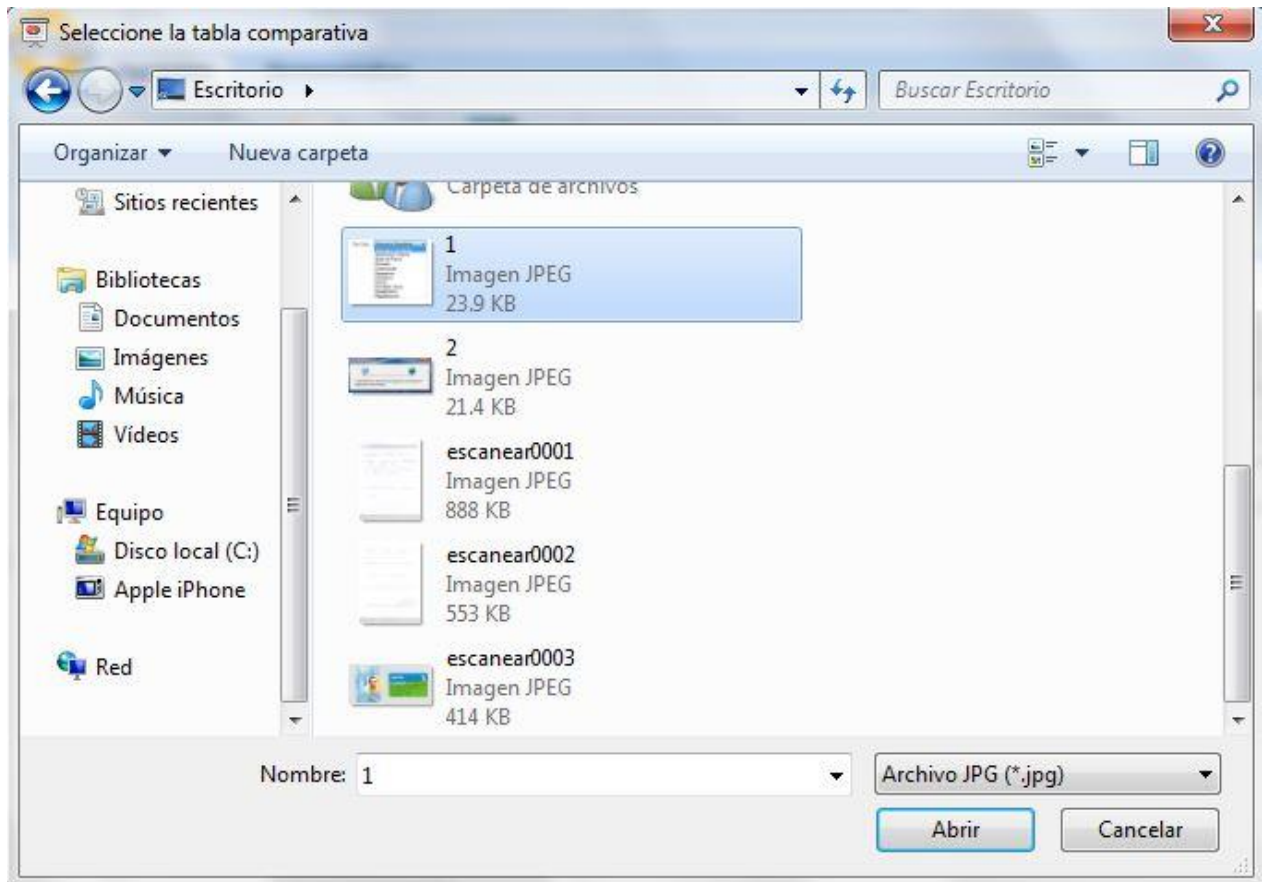 Seleccione la tabla comparativa
Escritorio
Buscar Escritorio
Organizar
Nueva carpeta
Sitios recientes
Bibliotecas
Documentos
Imágenes
Música
Vídeos
Equipo
Disco local (C:)
Apple iPhone
Red
Carpeta de archivos
1
Imagen JPEG
23.9 KB
2
Imagen JPEG
21.4 KB
escanear0001
Imagen JPEG
888 KB
escanear0002
Imagen JPEG
553 KB
escanear0003
Imagen JPEG
414 KB
Nombre: 1
Archivo JPG (*.jpg)
Abrir
Cancelar